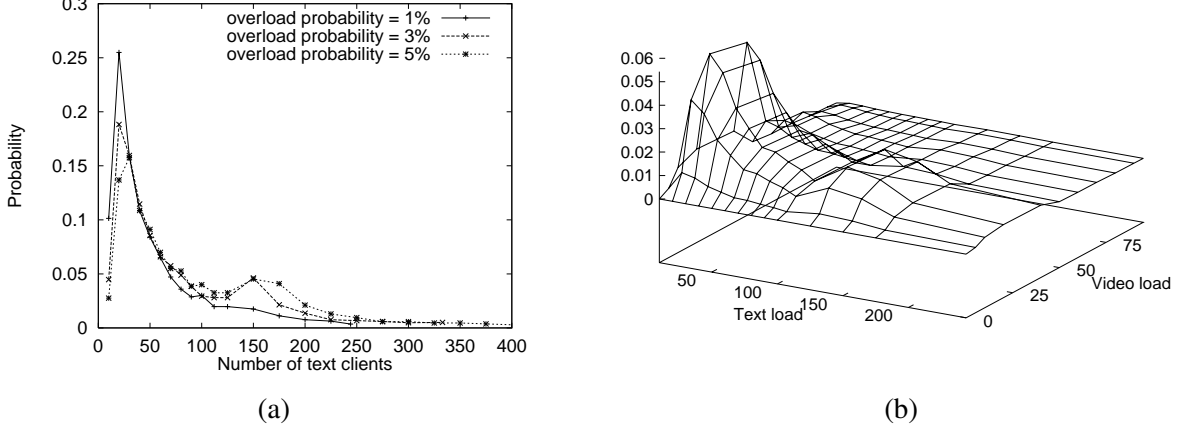 0.3
0.25
0.2
0.15
0.1
0.05
0
Probability
overload probability = 1%
overload probability = 3%
overload probability = 5%
0 50 100 150 200 250 300 350 400
Number of text clients
(a)
0.06
0.05
0.04
0.03
0.02
0.01
0
50 100 150 200
Text load
0 25 50 75
Video load
(b)